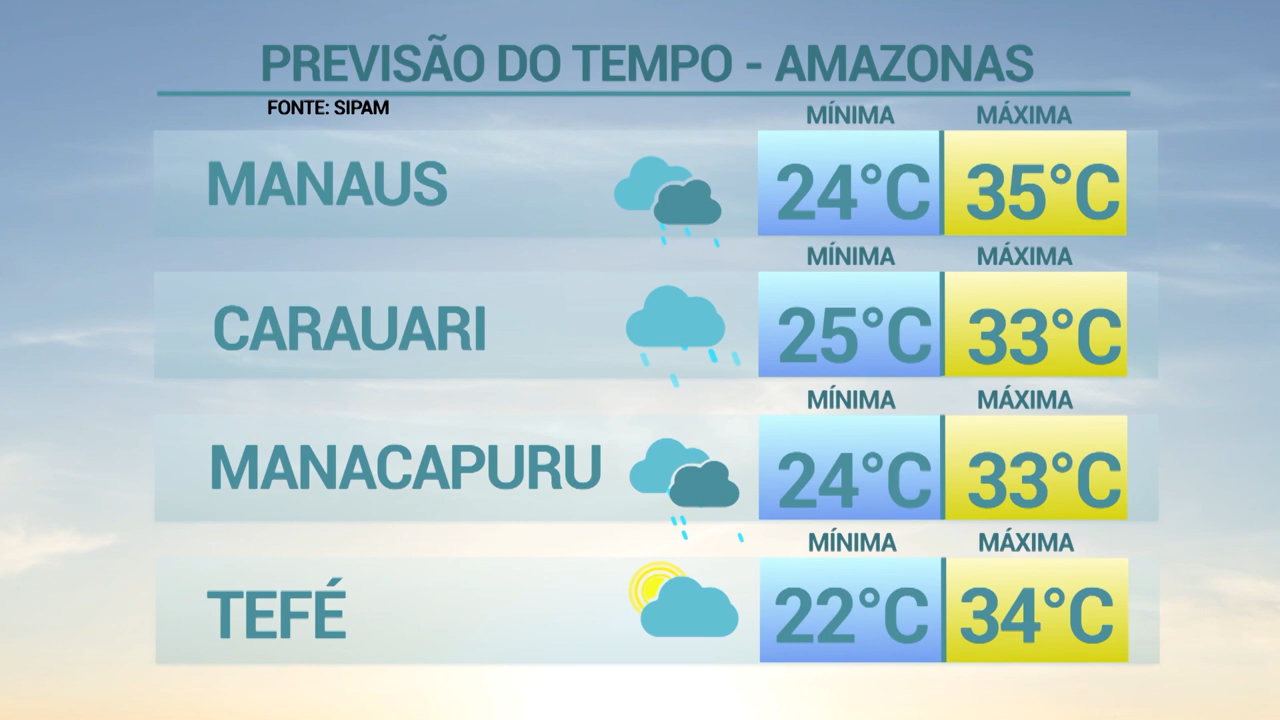 PREVISÃO DO TEMPO - AMAZONAS
FONTE: SIPAM
MÍNIMA MÁXIMA
MANAUS 24°C 35°C
MÍNIMA MÁXIMA
CARAUARI 25°C 33°C
MÍNIMA MÁXIMA
MANACAPURU 24°C 33°C
MÍNIMA MÁXIMA
TEFÉ 22°C 34°C